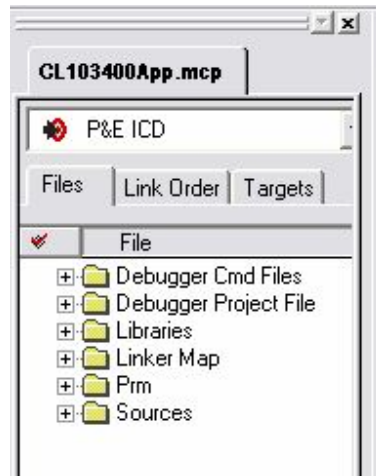 CL103400App.mcp
P&E ICD
Files Link Order Targets
File
Debugger Cmd Files
Debugger Project File
Libraries
Linker Map
Prm
Sources